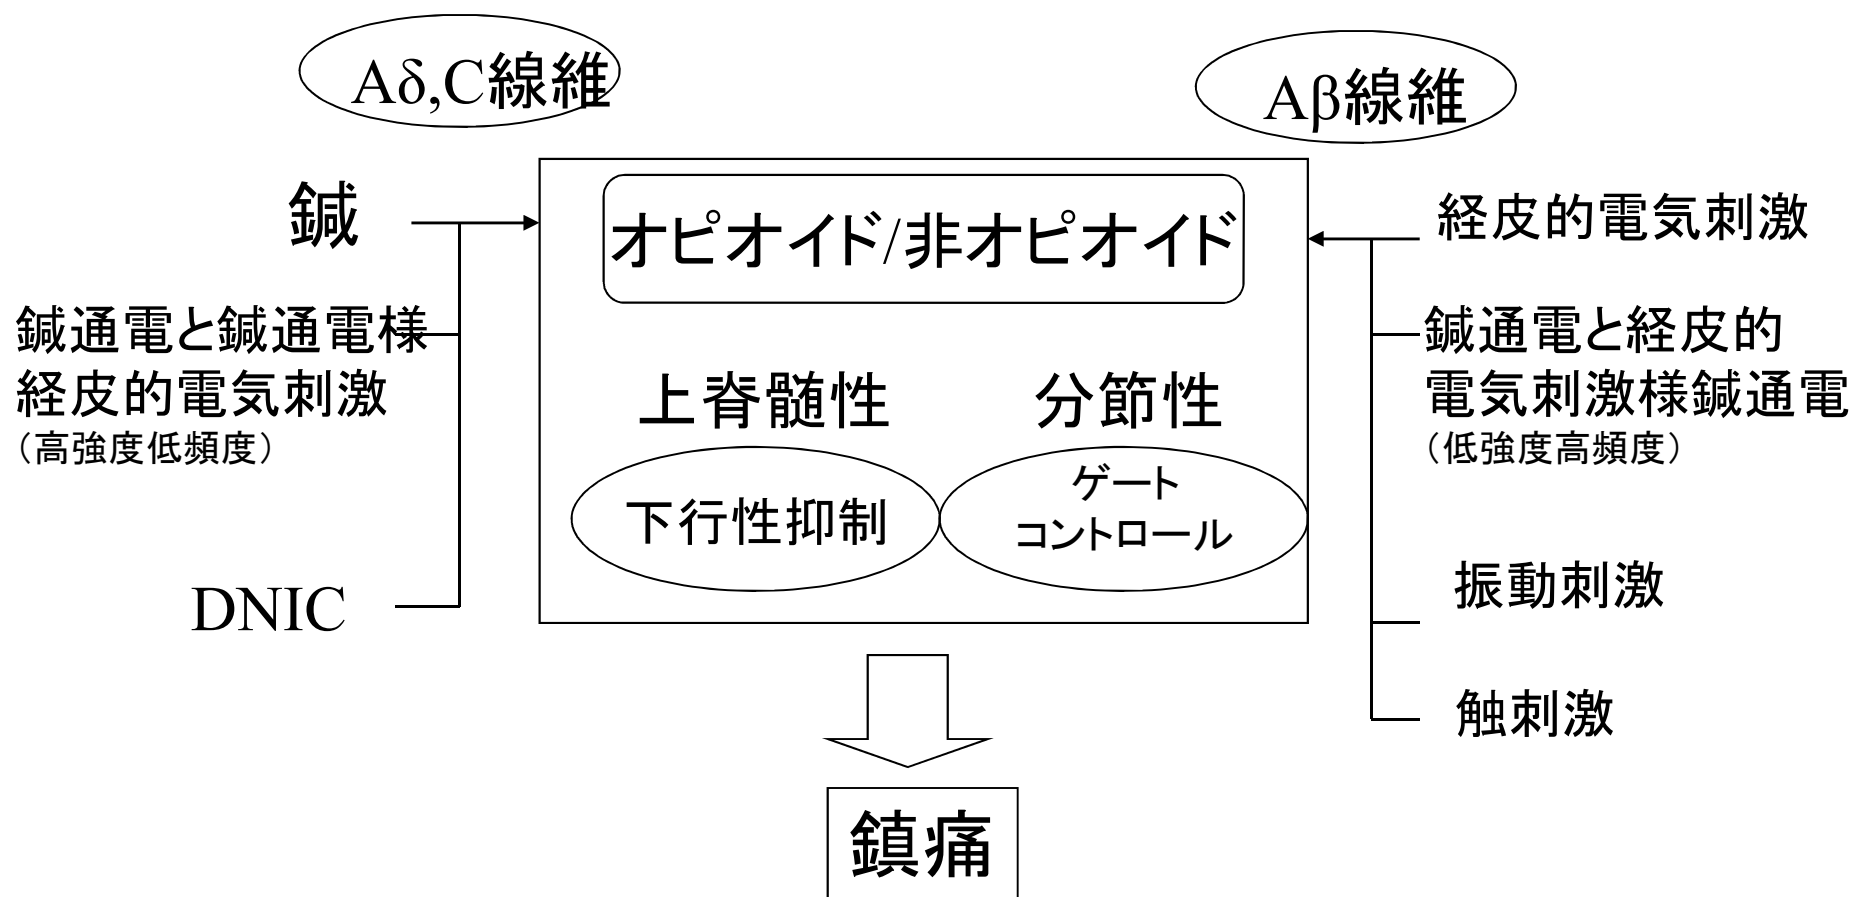 Aδ,C線維
Aβ線維
鍼
鍼通電と鍼通電様
経皮的電気刺激
（高強度低頻度）
DNIC
オピオイド/非オピオイド
上脊髄性
分節性
下行性抑制
ゲート
コントロール
経皮的電気刺激
鍼通電と経皮的
電気刺激様鍼通電
（低強度高頻度）
振動刺激
触刺激
鎮痛